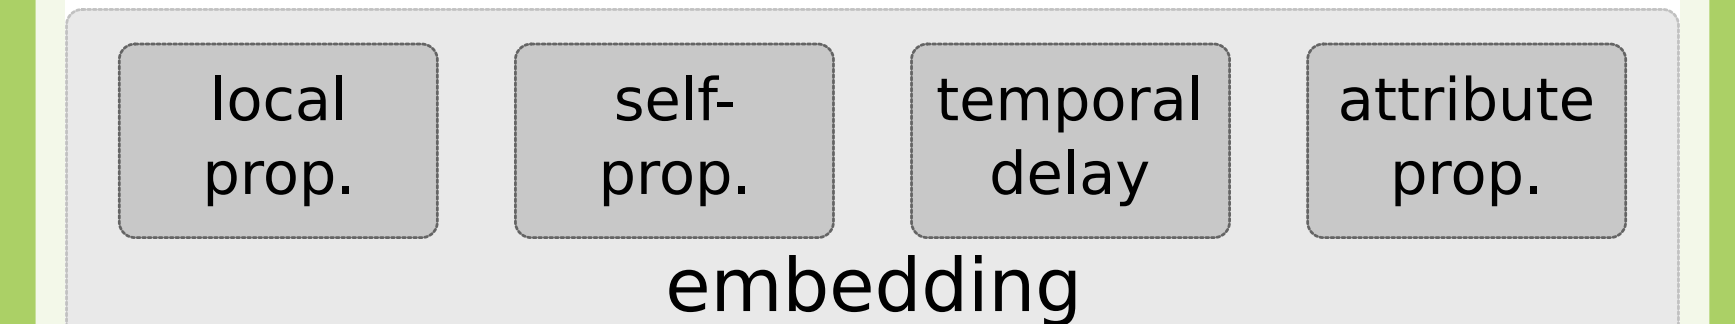 local
prop.
self-
prop.
temporal
delay
attribute
prop.
embedding